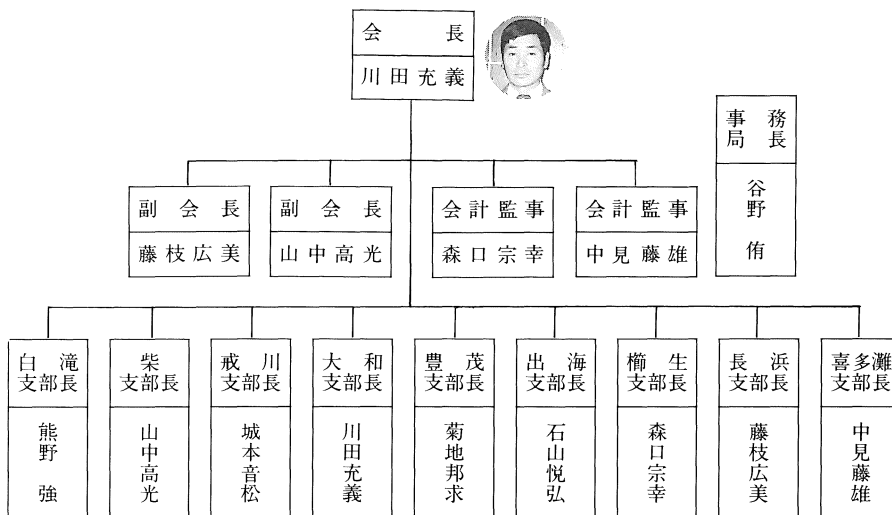 会長
川田充義
事務
局長
谷野侑
副会長
藤枝広美
副会長
山中高光
会計監事
森口宗幸
会計監事
中見藤雄
白滝
支部長
熊野強
柴
支部長
山中高光
戒川
支部長
城本音松
大和
支部長
川田充義
豊茂
支部長
菊地邦求
出海
支部長
石山悦弘
櫛生
支部長
森口宗幸
長浜
支部長
藤枝広美
喜多灘
支部長
中見藤雄